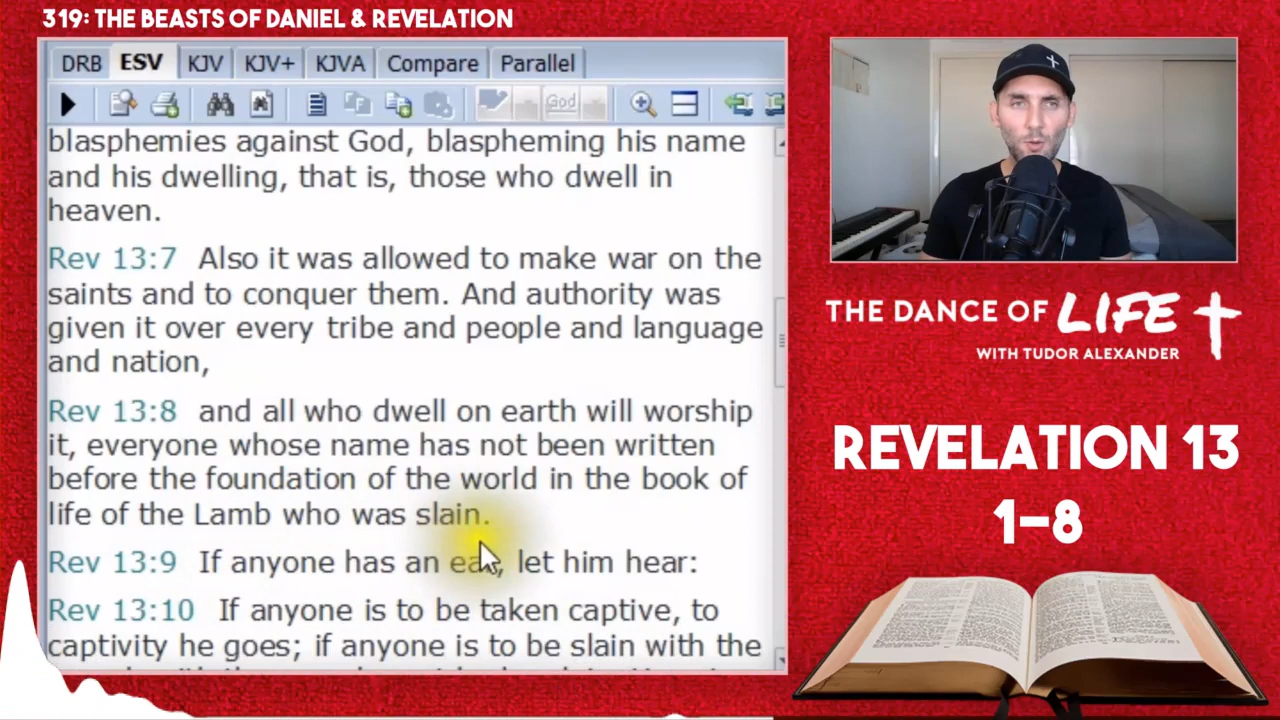 319: THE BEASTS OF DANIEL & REVELATION
DRB ESV KJV KJV+ KJVA Compare Parallel
God
blasphemies against God, blaspheming his name
and his dwelling, that is, those who dwell in
heaven.
Rev 13:7 Also it was allowed to make war on the
saints and to conquer them. And authority was
given it over every tribe and people and language
and nation,
Rev 13:8 and all who dwell on earth will worship
it, everyone whose name has not been written
before the foundation of the world in the book of
life of the Lamb who was slain.
Rev 13:9 If anyone has an ear, let him hear:
Rev 13:10 If anyone is to be taken captive, to
captivity he goes; if anyone is to be slain with the
THE DANCE OF LIFE
WITH TUDOR ALEXANDER
REVELATION 13
1-8